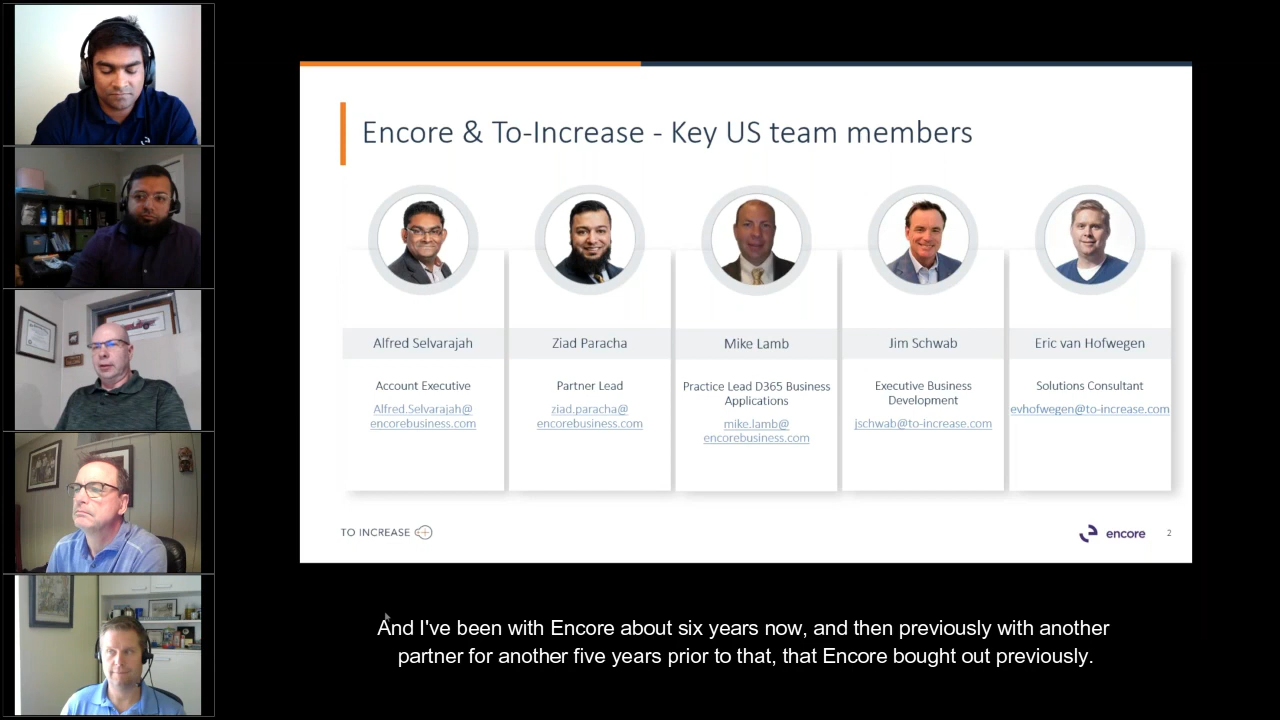 Encore & To-Increase - Key US team members
Alfred Selvarajah
Account Executive
Alfred.Selvarajah@
encorebusiness.com
Ziad Paracha
Partner Lead
ziad.paracha@
encorebusiness.com
Mike Lamb
Practice Lead D365 Business
Applications
mike.lamb@
encorebusiness.com
Jim Schwab
Executive Business
Development
jschwab@to-increase.com
Eric van Hofwegen
Solutions Consultant
evhofwegen@to-increase.com
TO INCREASE
encore
2
And I've been with Encore about six years now, and then previously with another
partner for another five years prior to that, that Encore bought out previously.